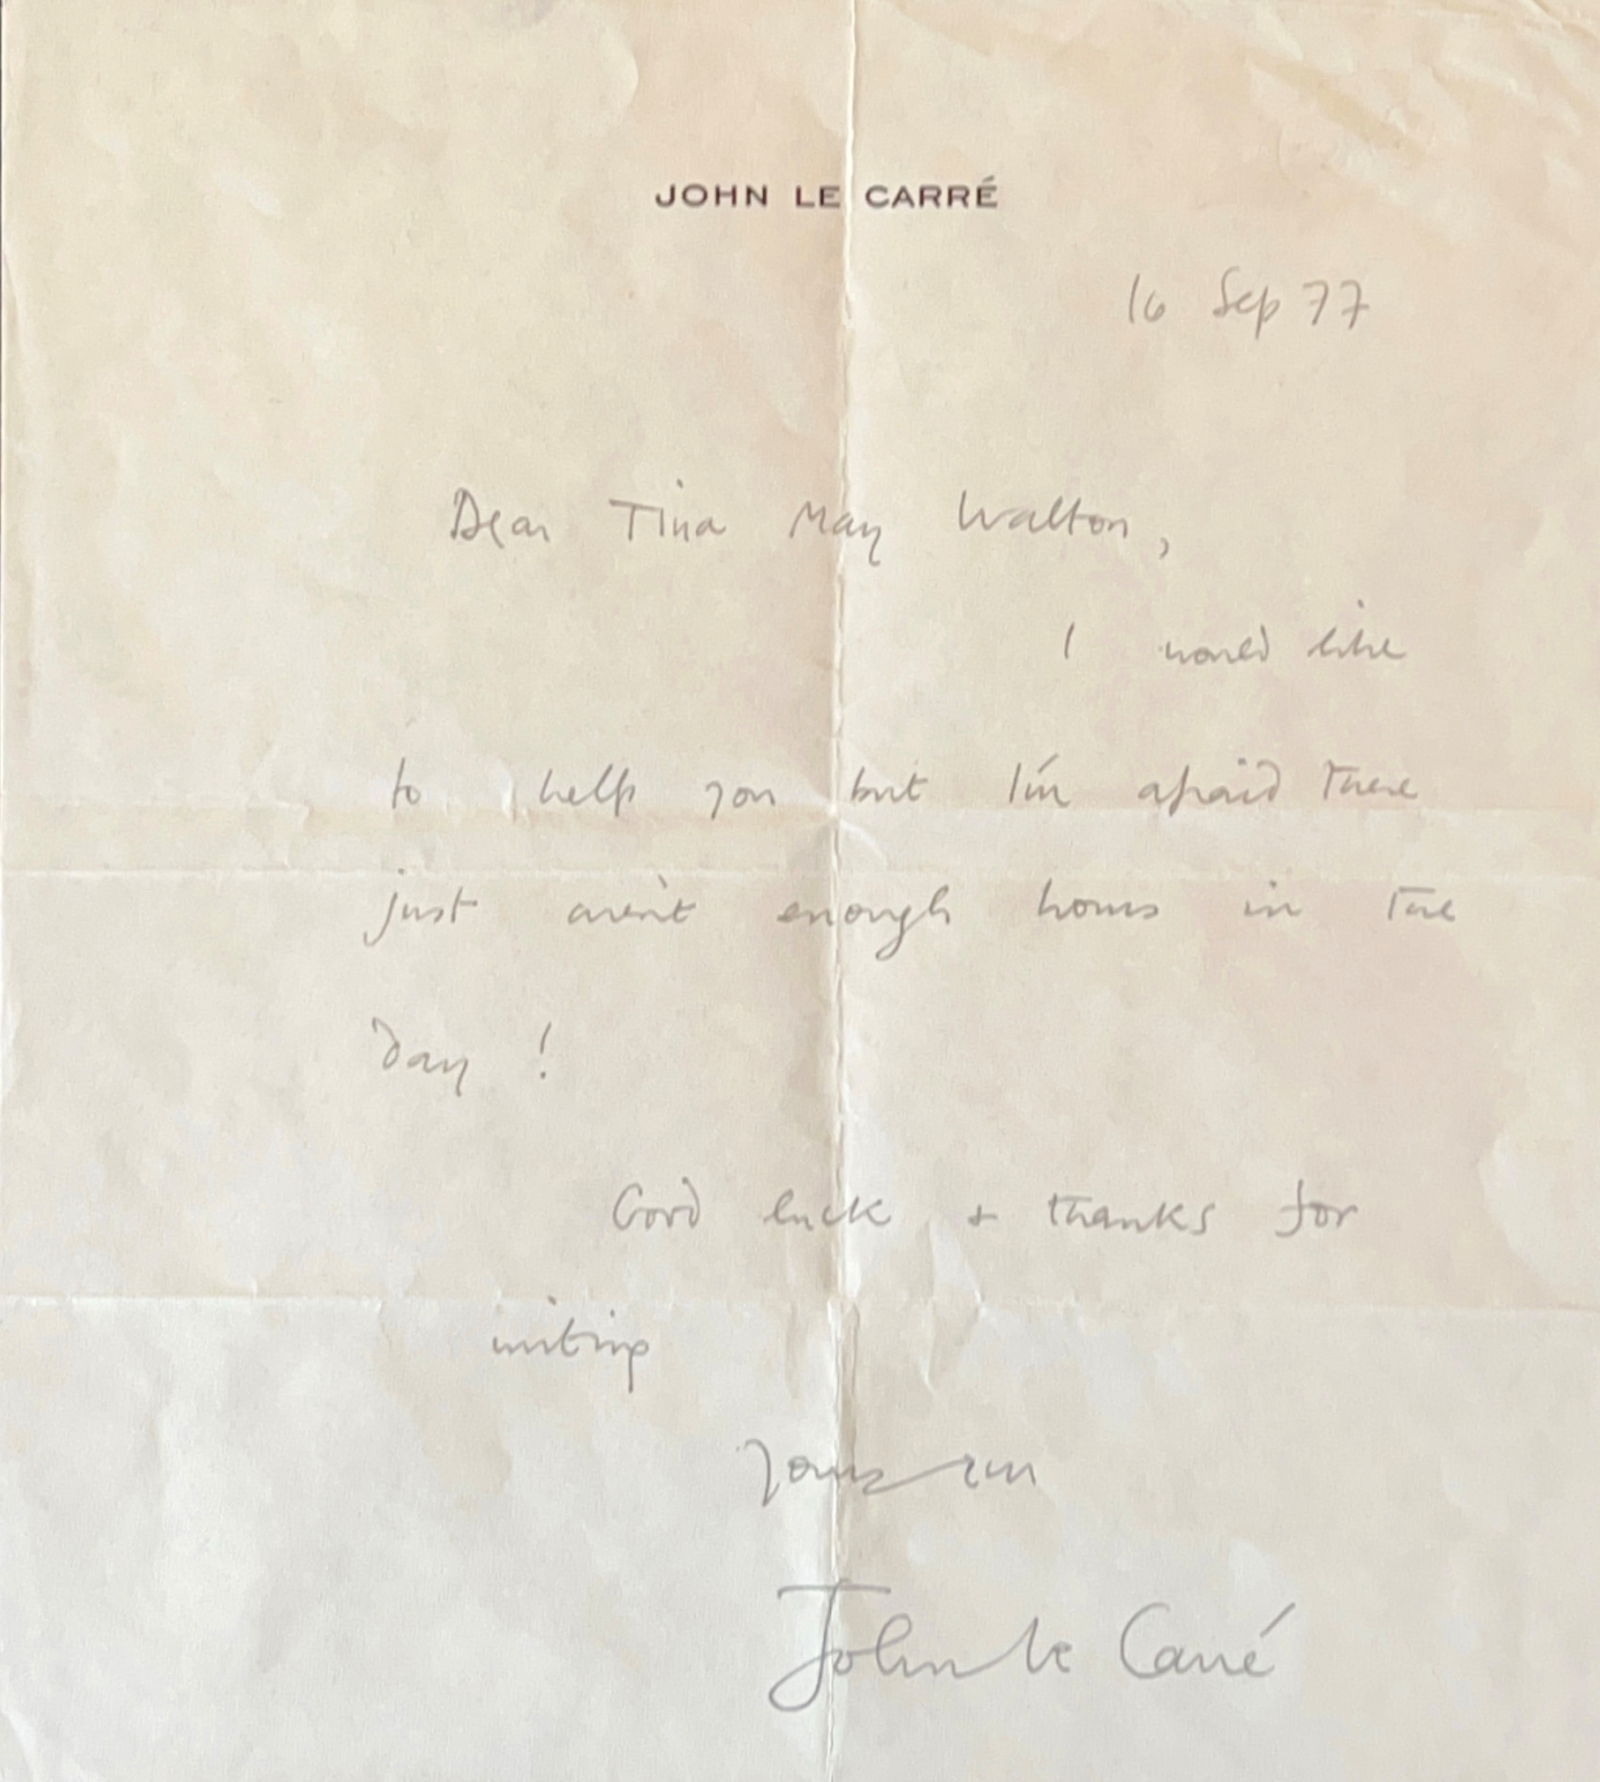 JOHN LE CARRÉ
16 Sep 77
Dear Tina May Walton,
I would like
to help you but I'm afraid there
just aren't enough hours in the
day !
Good luck + thanks for
writing
Yours ever
John le Carré